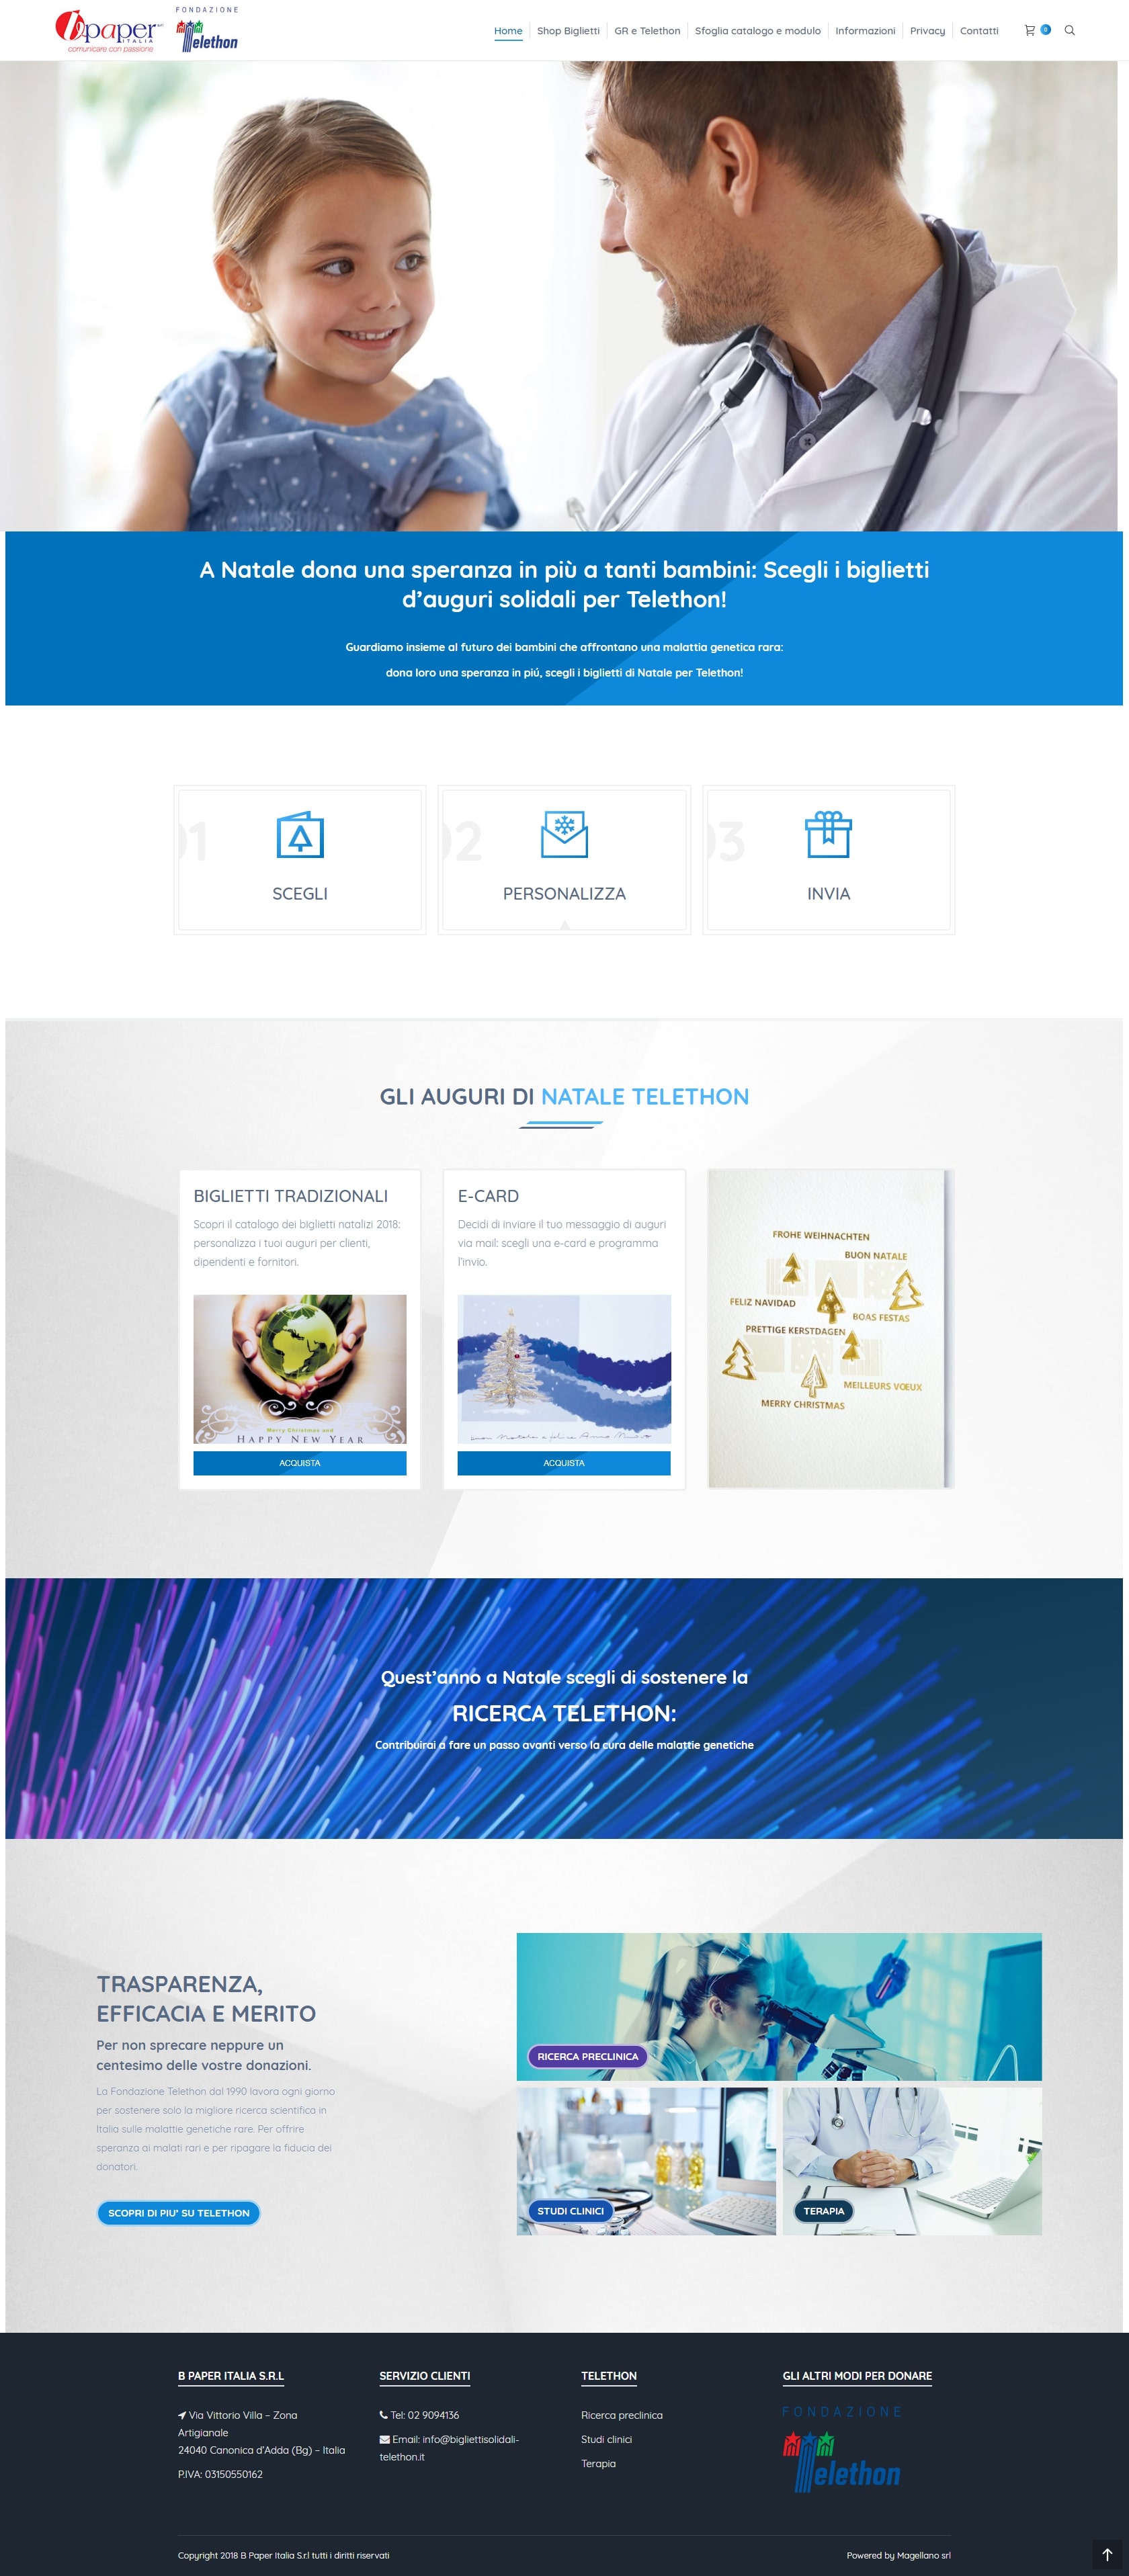 bpaper
ITALIA
comunicare con passione
FONDAZIONE
Telethon
Home
Shop Biglietti
GR e Telethon
Sfoglia catalogo e modulo
Informazioni
Privacy
Contatti
0
A Natale dona una speranza in più a tanti bambini: Scegli i biglietti
d’auguri solidali per Telethon!
Guardiamo insieme al futuro dei bambini che affrontano una malattia genetica rara:
dona loro una speranza in piú, scegli i biglietti di Natale per Telethon!
01
SCEGLI
02
PERSONALIZZA
03
INVIA
GLI AUGURI DI NATALE TELETHON
BIGLIETTI TRADIZIONALI
Scopri il catalogo dei biglietti natalizi 2018:
personalizza i tuoi auguri per clienti,
dipendenti e fornitori.
Merry Christmas and
HAPPY NEW YEAR
ACQUISTA
E-CARD
Decidi di inviare il tuo messaggio di auguri
via mail: scegli una e-card e programma
l’invio.
Buon Natale e felice Anno Nuovo
ACQUISTA
FROHE WEIHNACHTEN
BUON NATALE
FELIZ NAVIDAD
BOAS FESTAS
PRETTIGE KERSTDAGEN
MEILLEURS VOEUX
MERRY CHRISTMAS
Quest’anno a Natale scegli di sostenere la
RICERCA TELETHON:
Contribuirai a fare un passo avanti verso la cura delle malattie genetiche
TRASPARENZA,
EFFICACIA E MERITO
Per non sprecare neppure un
centesimo delle vostre donazioni.
La Fondazione Telethon dal 1990 lavora ogni giorno
per sostenere solo la migliore ricerca scientifica in
Italia sulle malattie genetiche rare. Per offrire
speranza ai malati rari e per ripagare la fiducia dei
donatori.
SCOPRI DI PIU’ SU TELETHON
RICERCA PRECLINICA
STUDI CLINICI
TERAPIA
B PAPER ITALIA S.R.L
Via Vittorio Villa – Zona
Artigianale
24040 Canonica d’Adda (Bg) – Italia
P.IVA: 03150550162
SERVIZIO CLIENTI
Tel: 02 9094136
Email: info@bigliettisolidali-
telethon.it
TELETHON
Ricerca preclinica
Studi clinici
Terapia
GLI ALTRI MODI PER DONARE
FONDAZIONE
Telethon
Copyright 2018 B Paper Italia S.r.l tutti i diritti riservati
Powered by Magellano srl